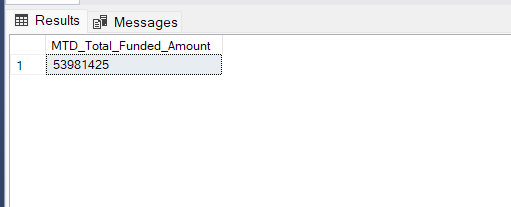 Results Messages
MTD_Total_Funded_Amount
1 53981425